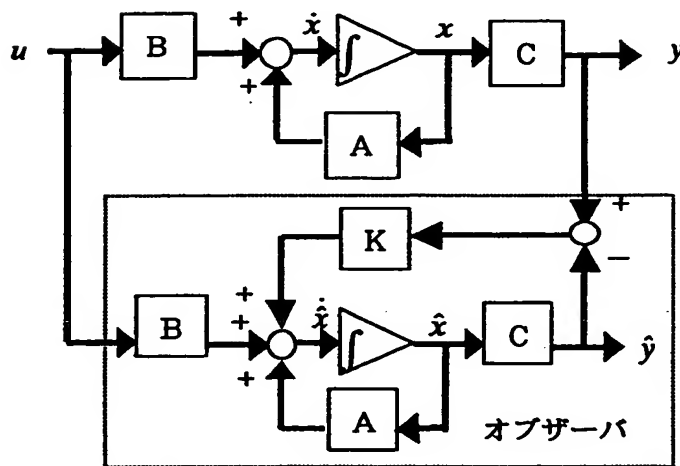 u B + ẋ ∫ x C y
+ A
K +
−
+
B + x̂̇ ∫ x̂ C ŷ
+ A オブザーバ